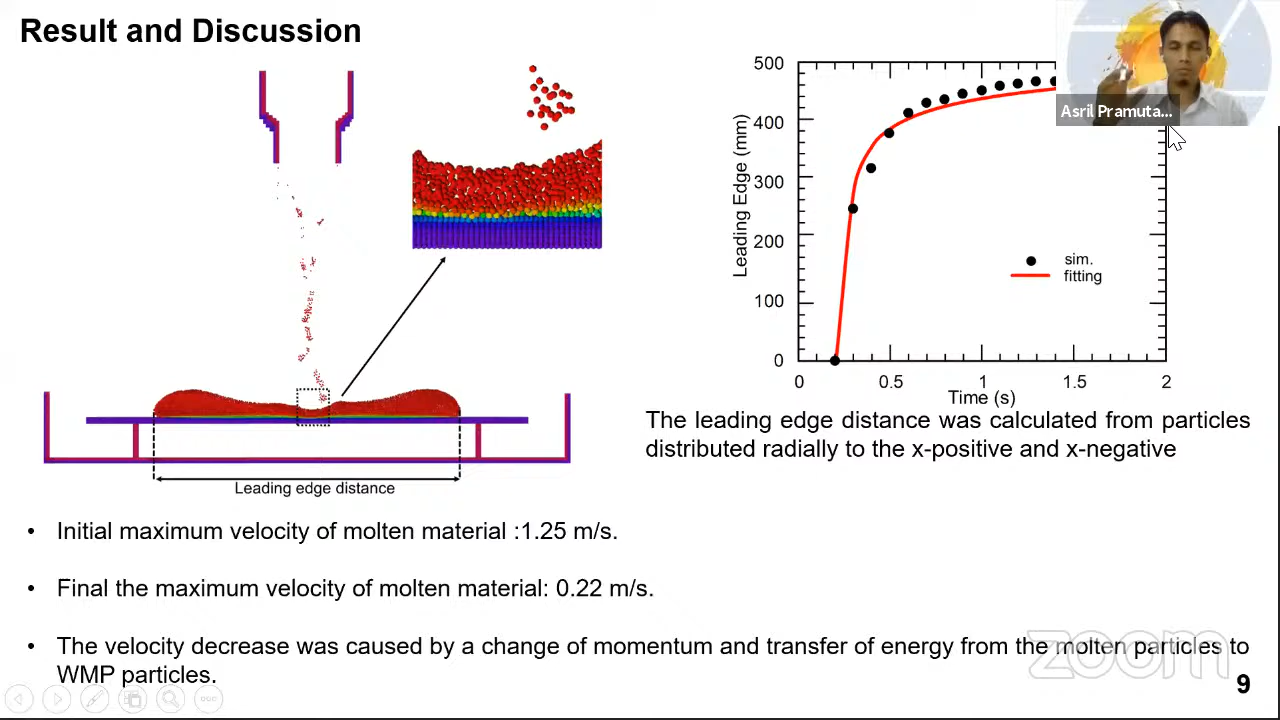 Result and Discussion
Asril Pramuta...
500
400
300
200
100
0
Leading Edge (mm)
sim.
fitting
0
0.5
1
1.5
2
Time (s)
Leading edge distance
The leading edge distance was calculated from particles
distributed radially to the x-positive and x-negative
• Initial maximum velocity of molten material :1.25 m/s.
• Final the maximum velocity of molten material: 0.22 m/s.
• The velocity decrease was caused by a change of momentum and transfer of energy from the molten particles to
WMP particles.
zoom
9